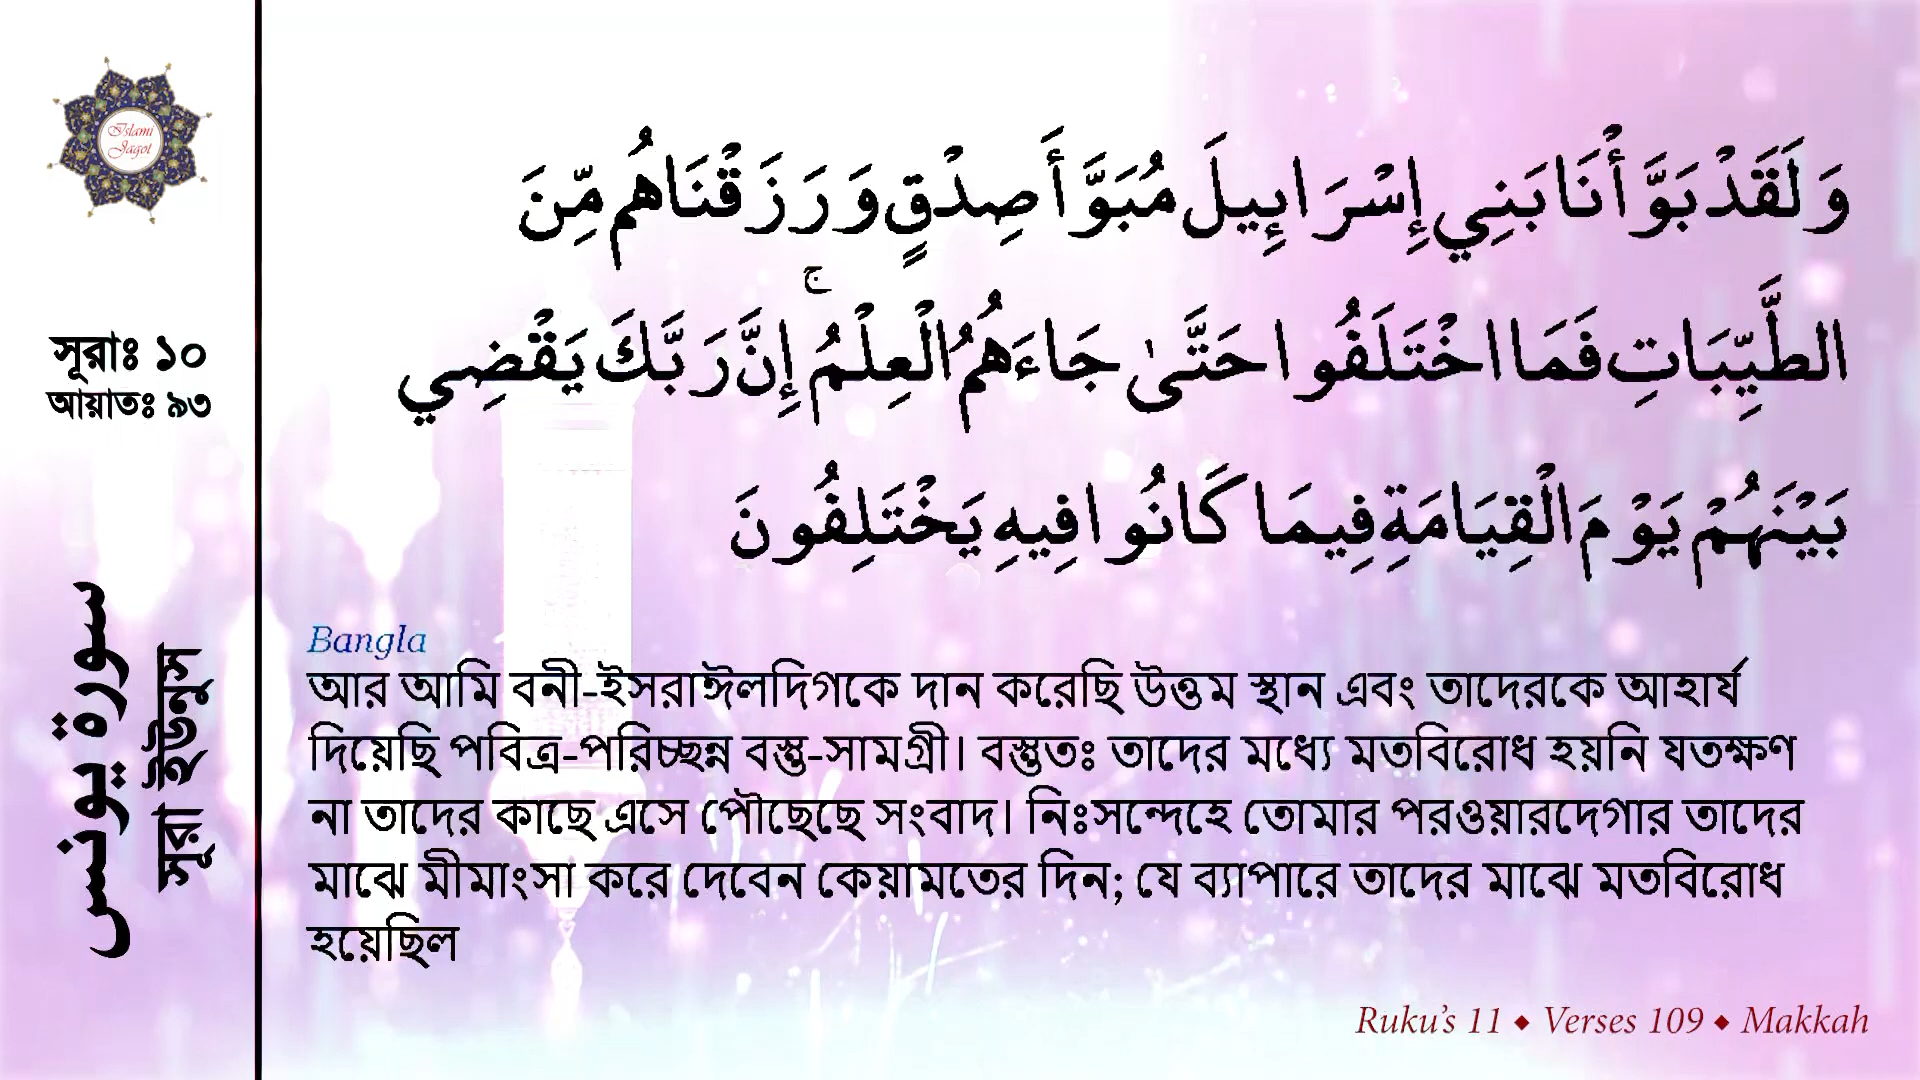 Islami
Jagot
সূরাঃ ১০
আয়াতঃ ৯৩
سورة يونس
সূরা ইউনুস
وَلَقَدْ بَوَّأْنَا بَنِي إِسْرَابِيلَ مُبَوَّأَ صِدْقٍ وَرَزَقْنَاهُم مِّنَ
الطَّيِّبَاتِ فَمَا اخْتَلَفُوا حَتَّىٰ جَاءَهُمُ الْعِلْمُ ۚ إِنَّ رَبَّكَ يَقْضِي
بَيْنَهُمْ يَوْمَ الْقِيَامَةِ فِيمَا كَانُوا فِيهِ يَخْتَلِفُونَ
Bangla
আর আমি বনী-ইসরাঈলদিগকে দান করেছি উত্তম স্থান এবং তাদেরকে আহার্য
দিয়েছি পবিত্র-পরিচ্ছন্ন বস্তু-সামগ্রী। বস্তুতঃ তাদের মধ্যে মতবিরোধ হয়নি যতক্ষণ
না তাদের কাছে এসে পৌছেছে সংবাদ। নিঃসন্দেহে তোমার পরওয়ারদেগার তাদের
মাঝে মীমাংসা করে দেবেন কেয়ামতের দিন; যে ব্যাপারে তাদের মাঝে মতবিরোধ
হয়েছিল
Ruku's 11 ◆ Verses 109 ◆ Makkah